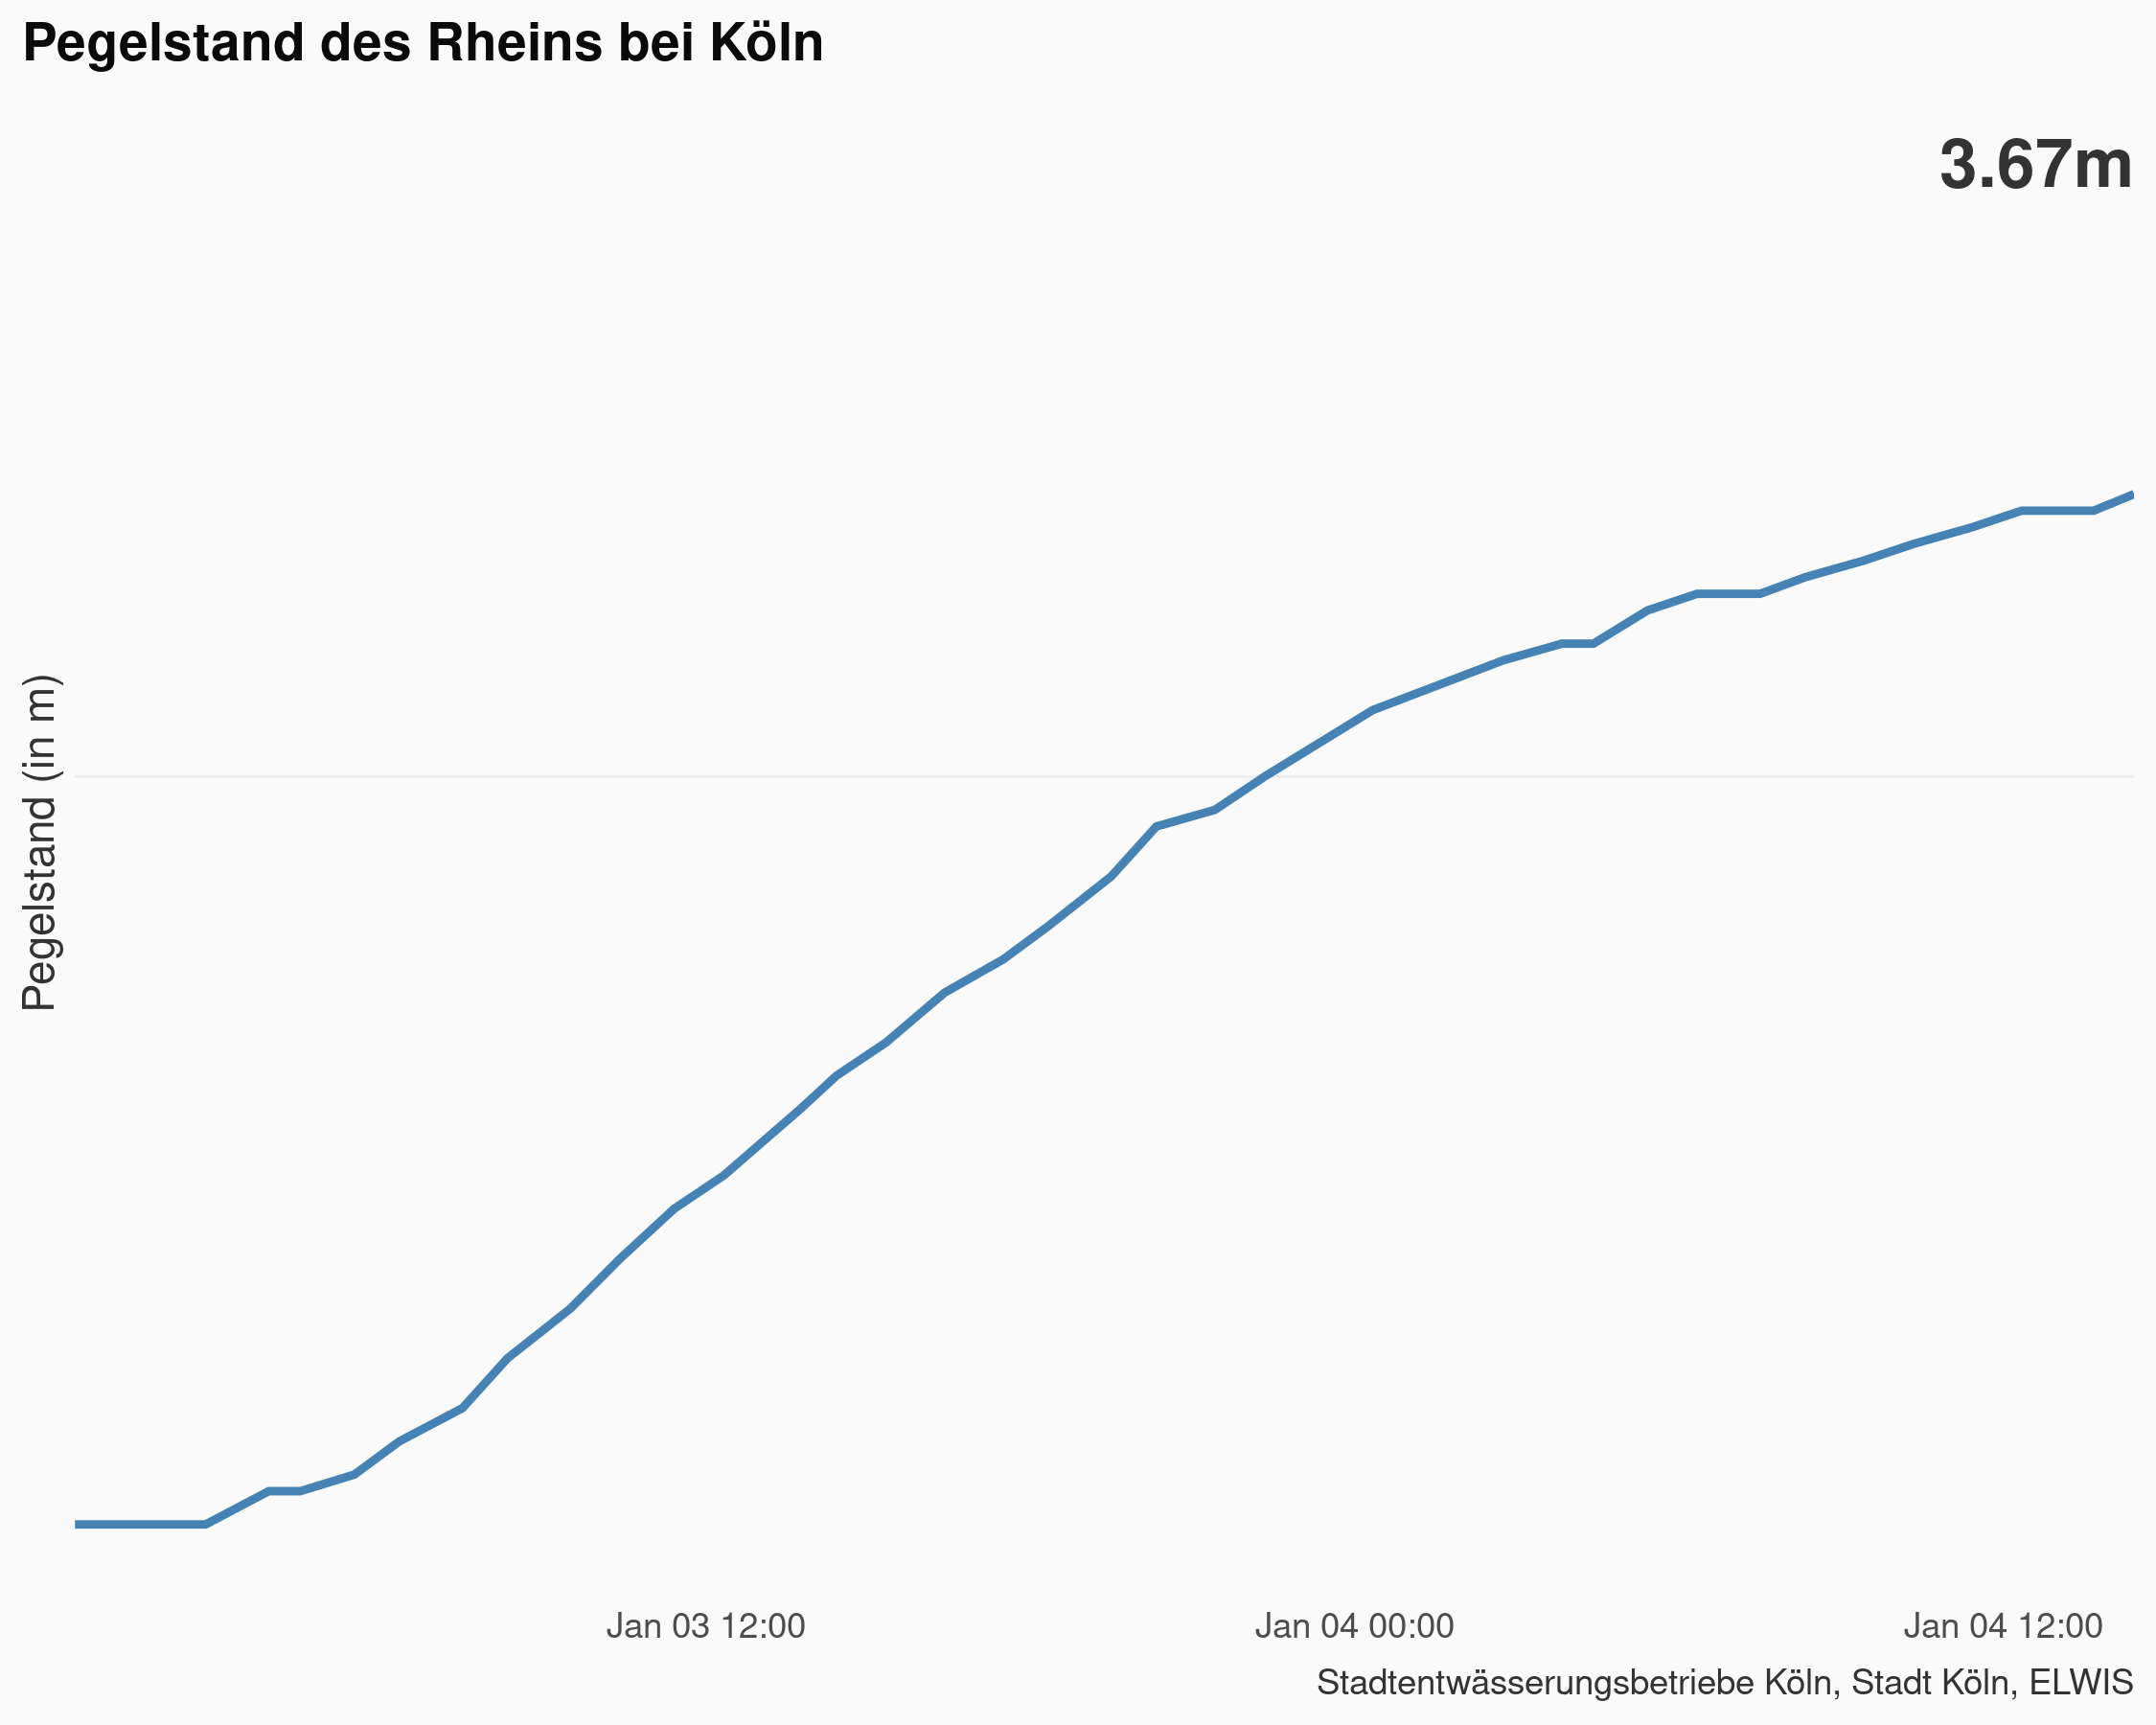 Pegelstand des Rheins bei Köln
3.67m
Pegelstand (in m)
Jan 03 12:00
Jan 04 00:00
Jan 04 12:00
Stadtentwässerungsbetriebe Köln, Stadt Köln, ELWIS